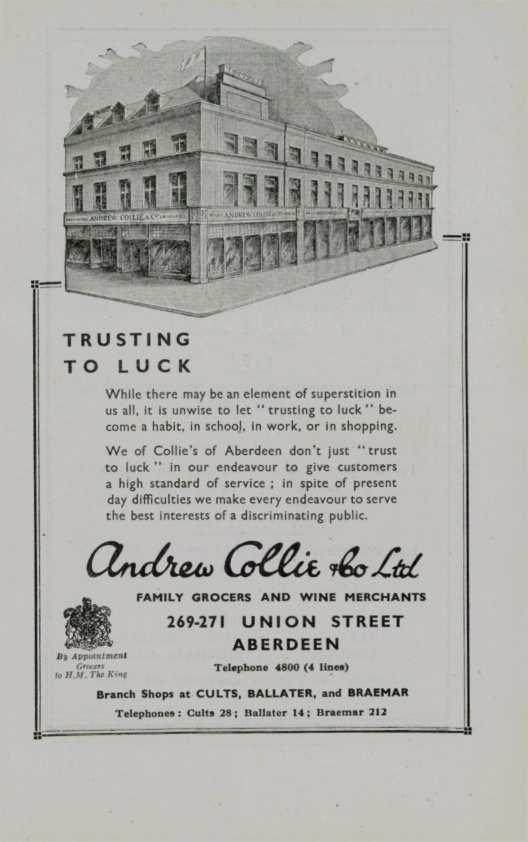 ANDREW COLLIE & Co
ANDREW COLLIE & Co
TRUSTING
TO LUCK
While there may be an element of superstition in
us all, it is unwise to let " trusting to luck " be-
come a habit, in school, in work, or in shopping.
We of Collie's of Aberdeen don't just " trust
to luck " in our endeavour to give customers
a high standard of service ; in spite of present
day difficulties we make every endeavour to serve
the best interests of a discriminating public.
Andrew Collie & Co Ltd
FAMILY GROCERS AND WINE MERCHANTS
269-271 UNION STREET
ABERDEEN
By Appointment
Grocers
to H.M. The King
Telephone 4800 (4 lines)
Branch Shops at CULTS, BALLATER, and BRAEMAR
Telephones : Cults 28 ; Ballater 14 ; Braemar 212